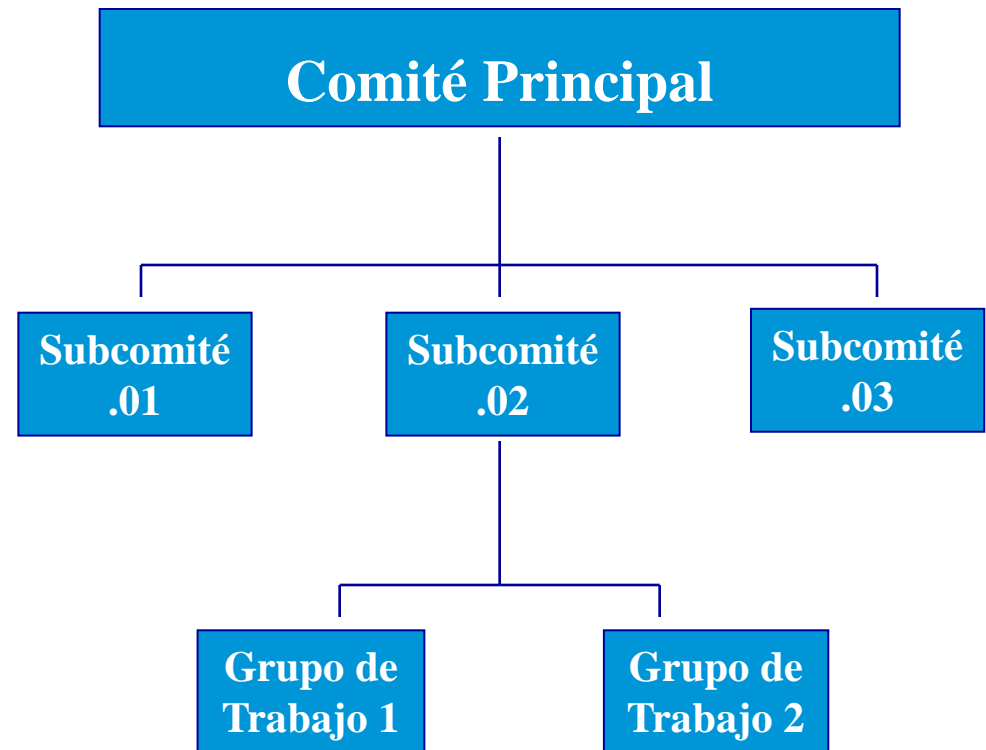 Comité Principal
Subcomité
.01
Subcomité
.02
Subcomité
.03
Grupo de
Trabajo 1
Grupo de
Trabajo 2